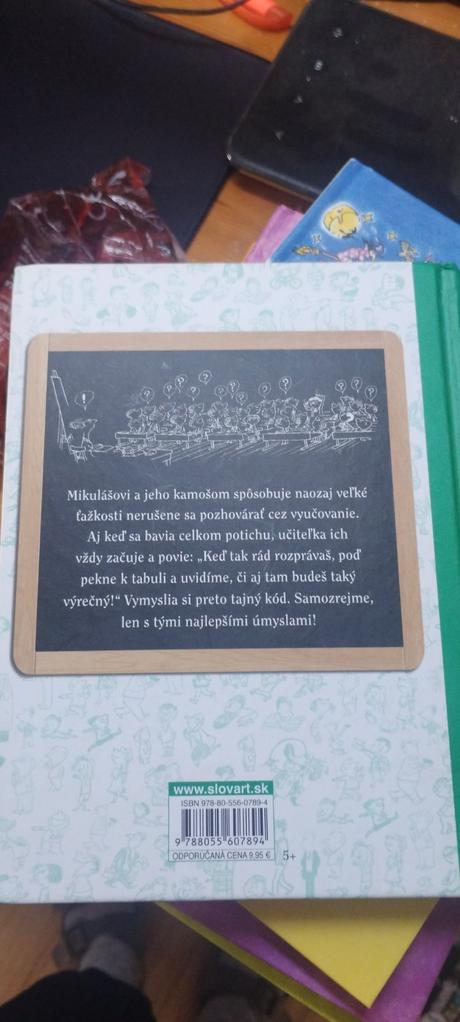 Mikulášovi a jeho kamošom spôsobuje naozaj veľké
ťažkosti nerušene sa pozhovárať cez vyučovanie.
Aj keď sa bavia celkom potichu, učiteľka ich
vždy začuje a povie: „Keď tak rád rozprávaš, poď
pekne k tabuli a uvidíme, či aj tam budeš taký
výrečný!“ Vymyslia si preto tajný kód. Samozrejme,
len s tými najlepšími úmyslami!
www.slovart.sk
ISBN 978-80-556-0789-4
9 788055 607894
ODPORÚČANÁ CENA 9,95 €
5+